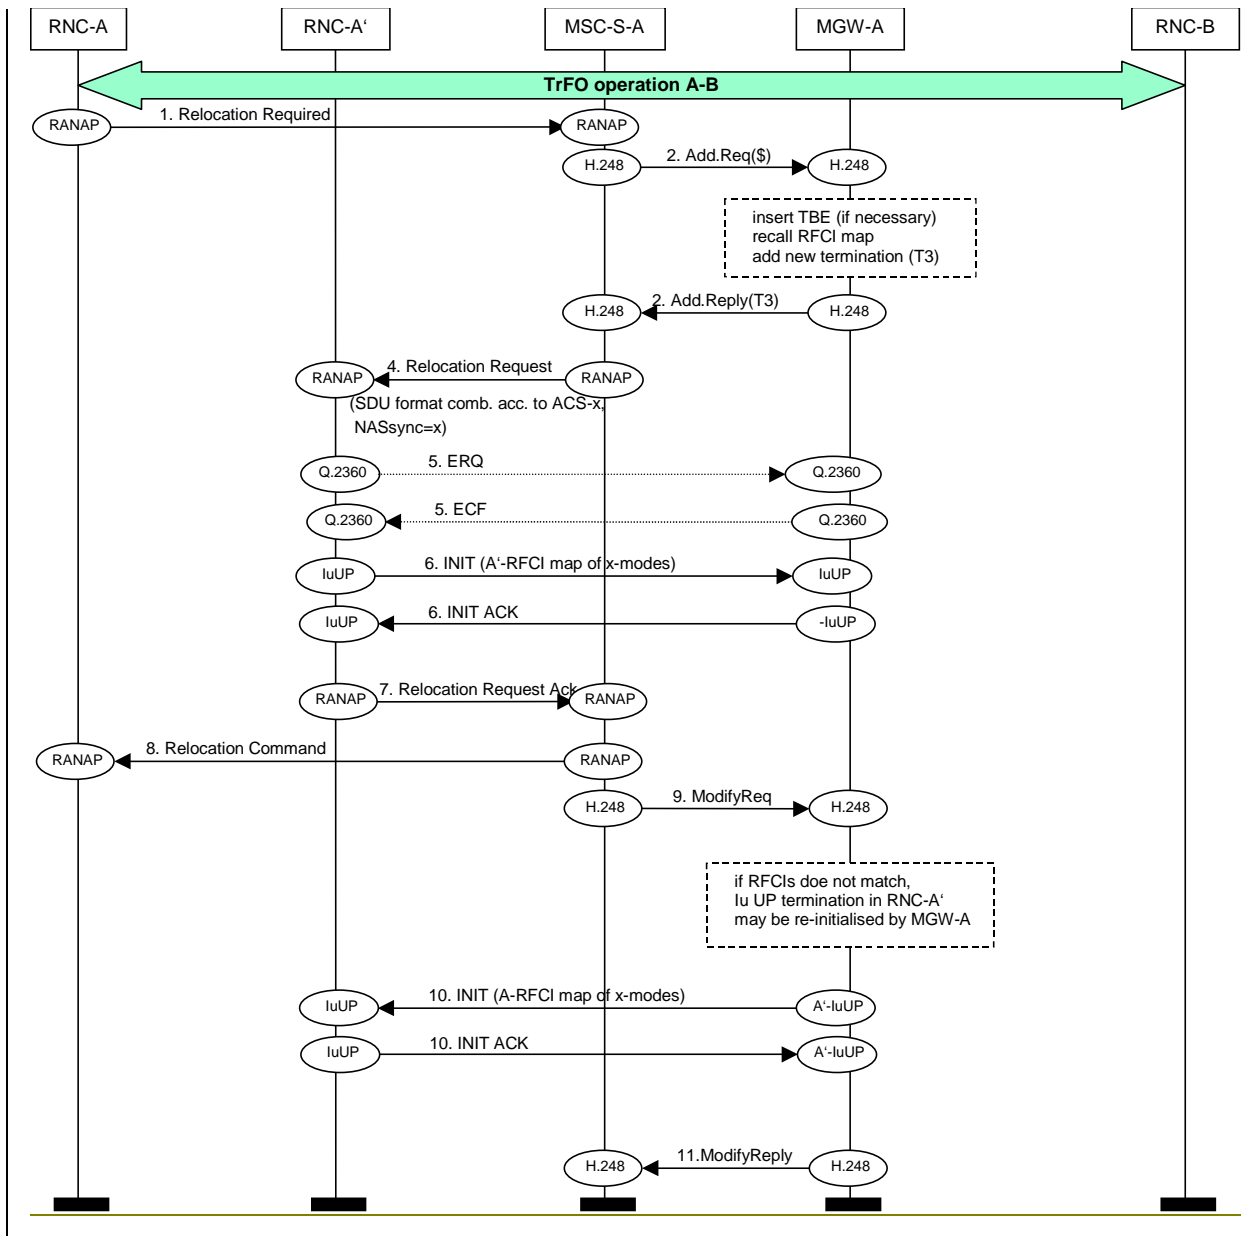 RNC-A
RNC-A‘
MSC-S-A
MGW-A
RNC-B
TrFO operation A-B
RANAP
1. Relocation Required
RANAP
H.248
2. Add.Req($)
H.248
insert TBE (if necessary)
recall RFCI map
add new termination (T3)
H.248
2. Add.Reply(T3)
H.248
RANAP
4. Relocation Request
RANAP
(SDU format comb. acc. to ACS-x,
NASsync=x)
Q.2360
5. ERQ
Q.2360
Q.2360
5. ECF
Q.2360
IuUP
6. INIT (A‘-RFCI map of x-modes)
IuUP
IuUP
6. INIT ACK
-IuUP
RANAP
7. Relocation Request Ack
RANAP
RANAP
8. Relocation Command
RANAP
H.248
9. ModifyReq
H.248
if RFCIs doe not match,
Iu UP termination in RNC-A‘
may be re-initialised by MGW-A
IuUP
10. INIT (A-RFCI map of x-modes)
A‘-IuUP
IuUP
10. INIT ACK
A‘-IuUP
H.248
11.ModifyReply
H.248